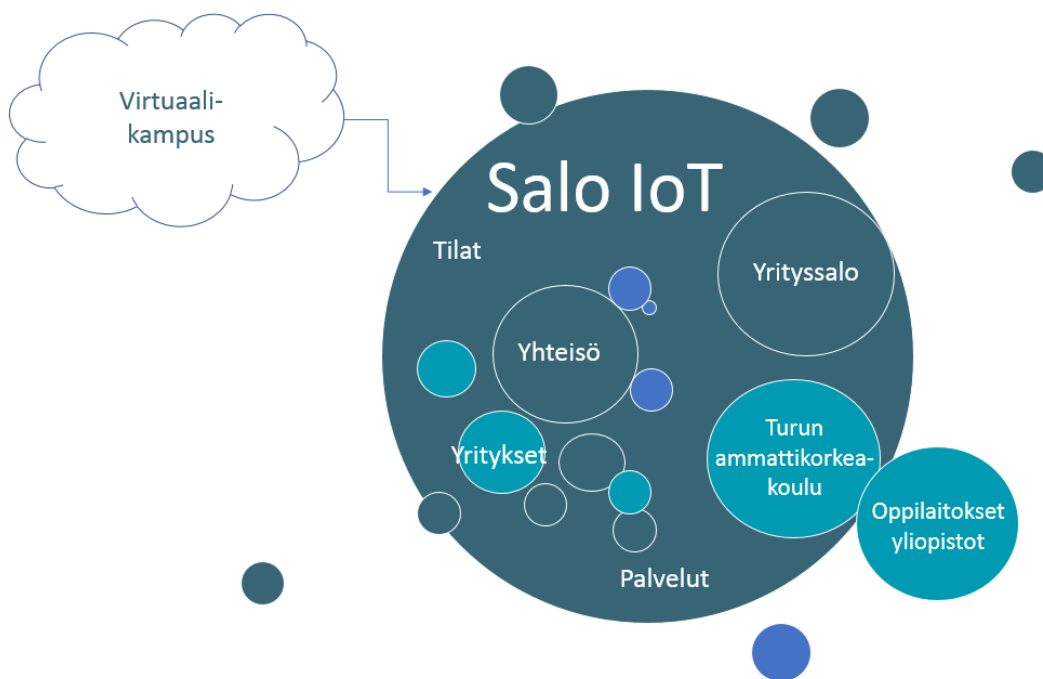 Virtuaali-
kampus
Salo IoT
Tilat
Yrityssalo
Yhteisö
Yritykset
Turun
ammattikorkea-
koulu
Oppilaitokset
yliopistot
Palvelut